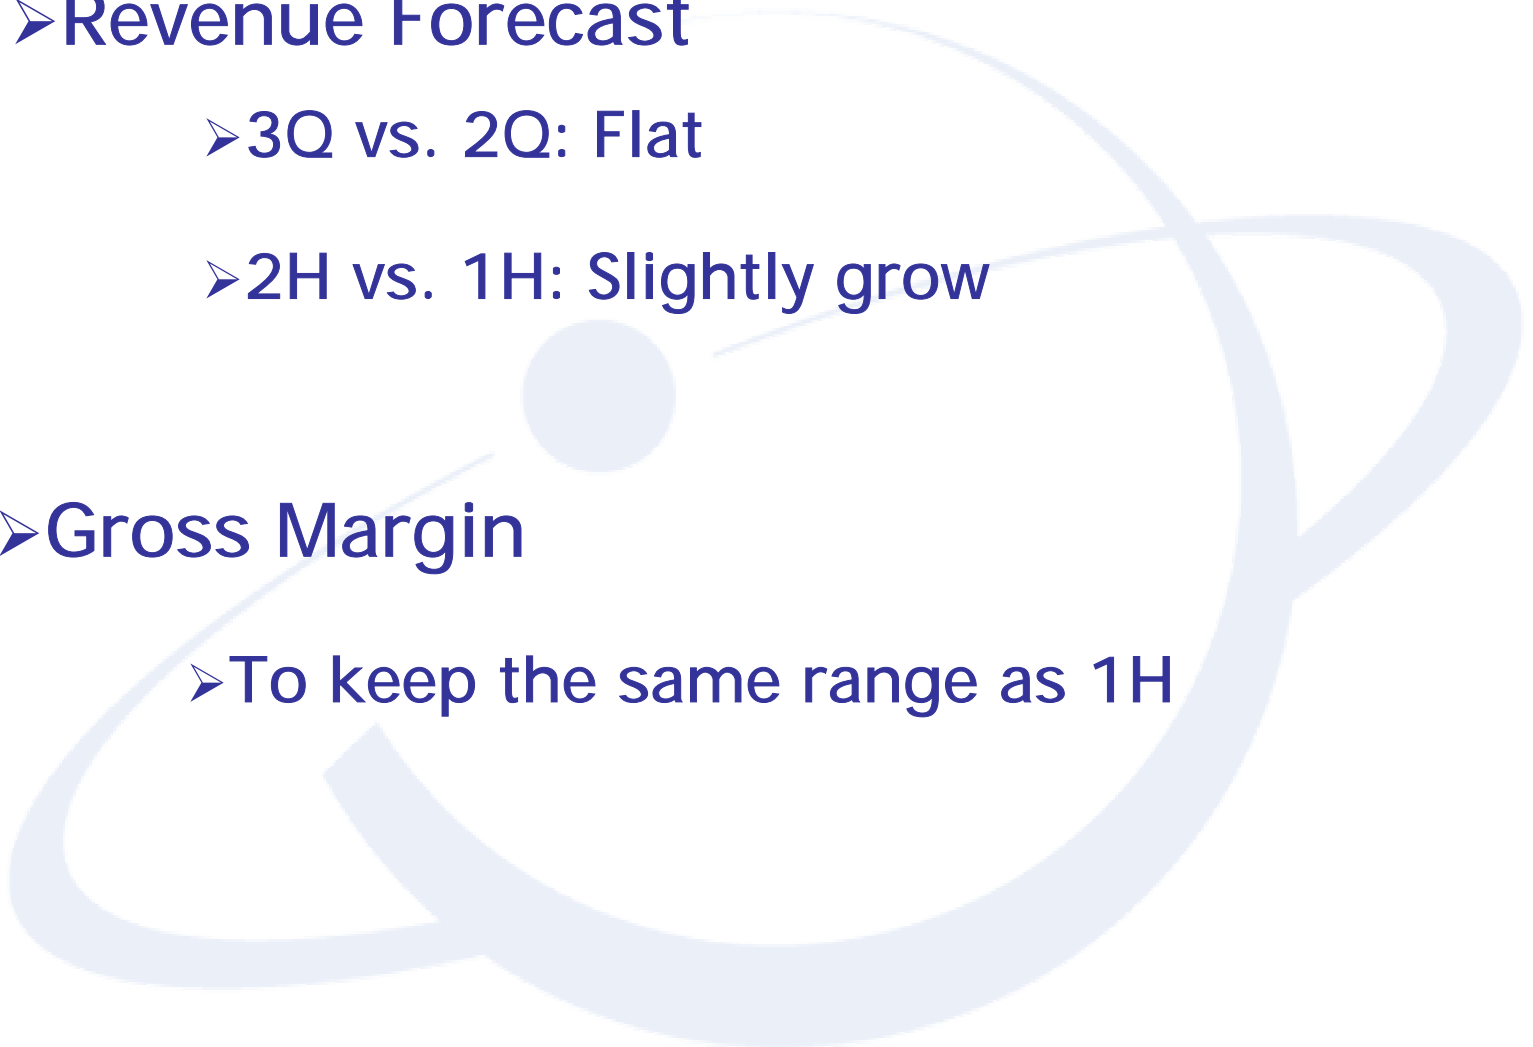 ➢Revenue Forecast
➢3Q vs. 2Q: Flat
➢2H vs. 1H: Slightly grow
➢Gross Margin
➢To keep the same range as 1H